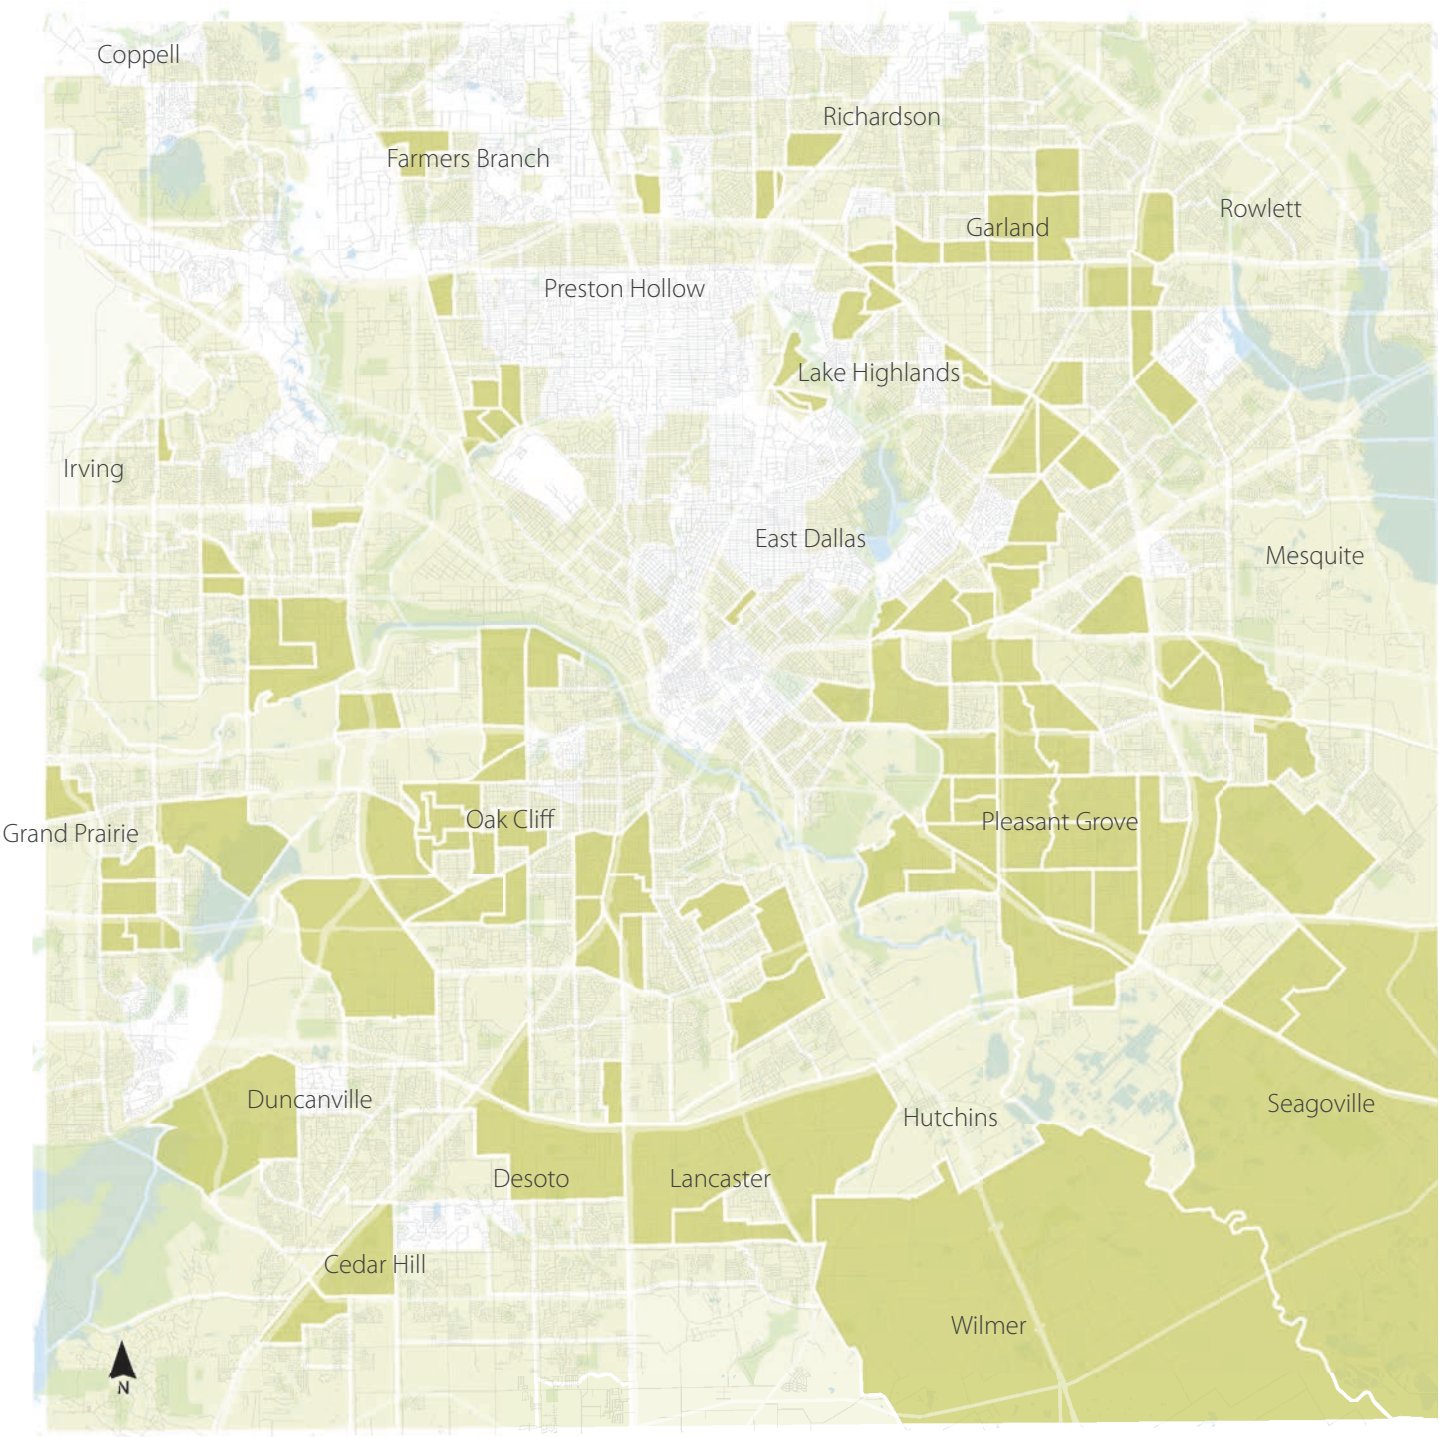 Coppell
Richardson
Farmers Branch
Rowlett
Garland
Preston Hollow
Lake Highlands
Irving
East Dallas
Mesquite
Oak Cliff
Pleasant Grove
Grand Prairie
Duncanville
Seagoville
Hutchins
Desoto
Lancaster
Cedar Hill
Wilmer
N